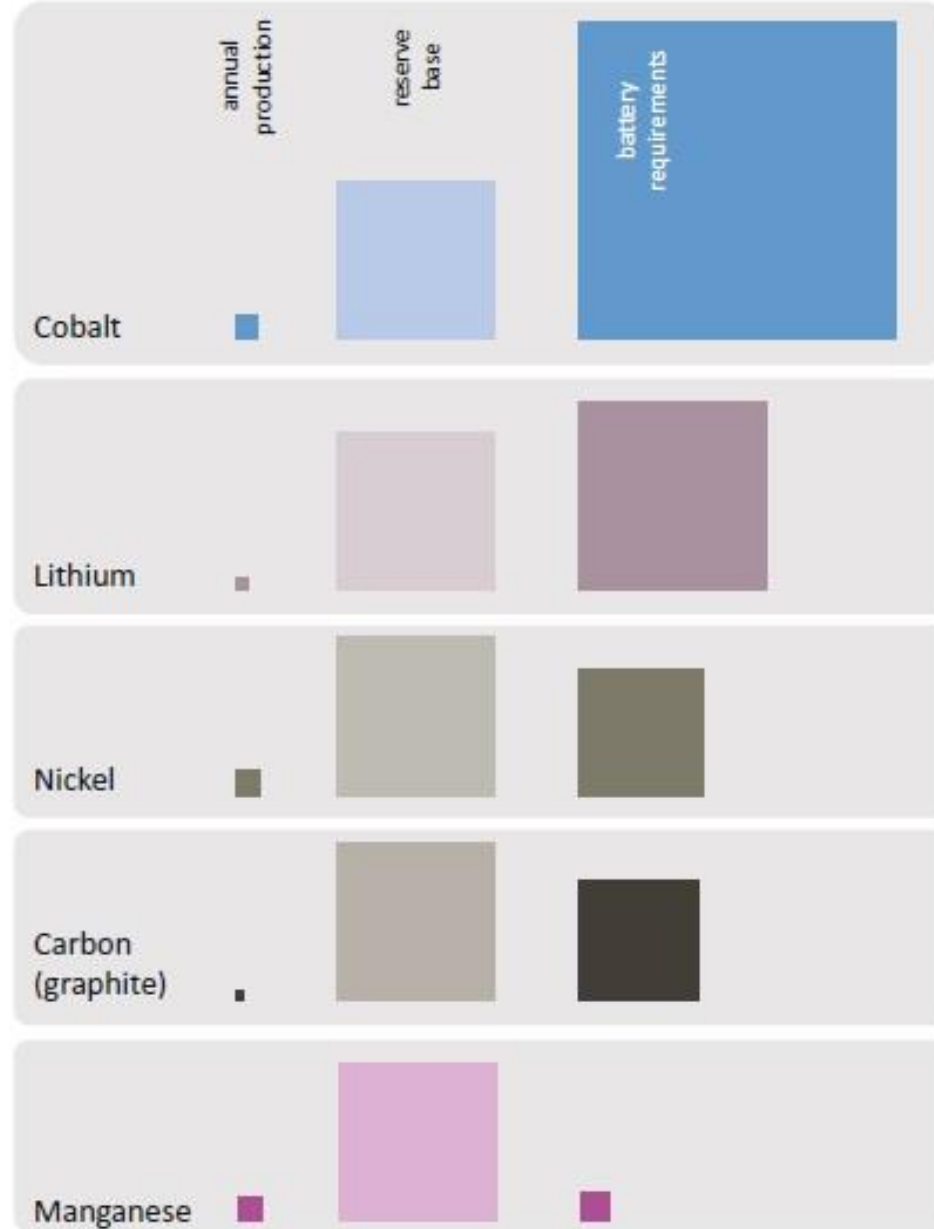 annual
production
reserve
base
battery
requirements
Cobalt
Lithium
Nickel
Carbon
(graphite)
Manganese